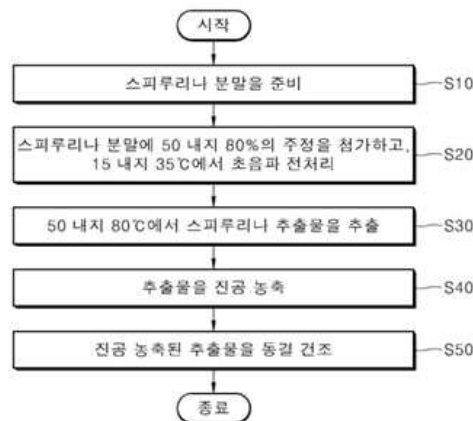 시작
스피루리나 분말을 준비
S10
스피루리나 분말에 50 내지 80%의 주정을 첨가하고,
15 내지 35℃에서 초음파 전처리
S20
50 내지 80℃에서 스피루리나 추출물을 추출
S30
추출물을 진공 농축
S40
진공 농축된 추출물을 동결 건조
S50
종료